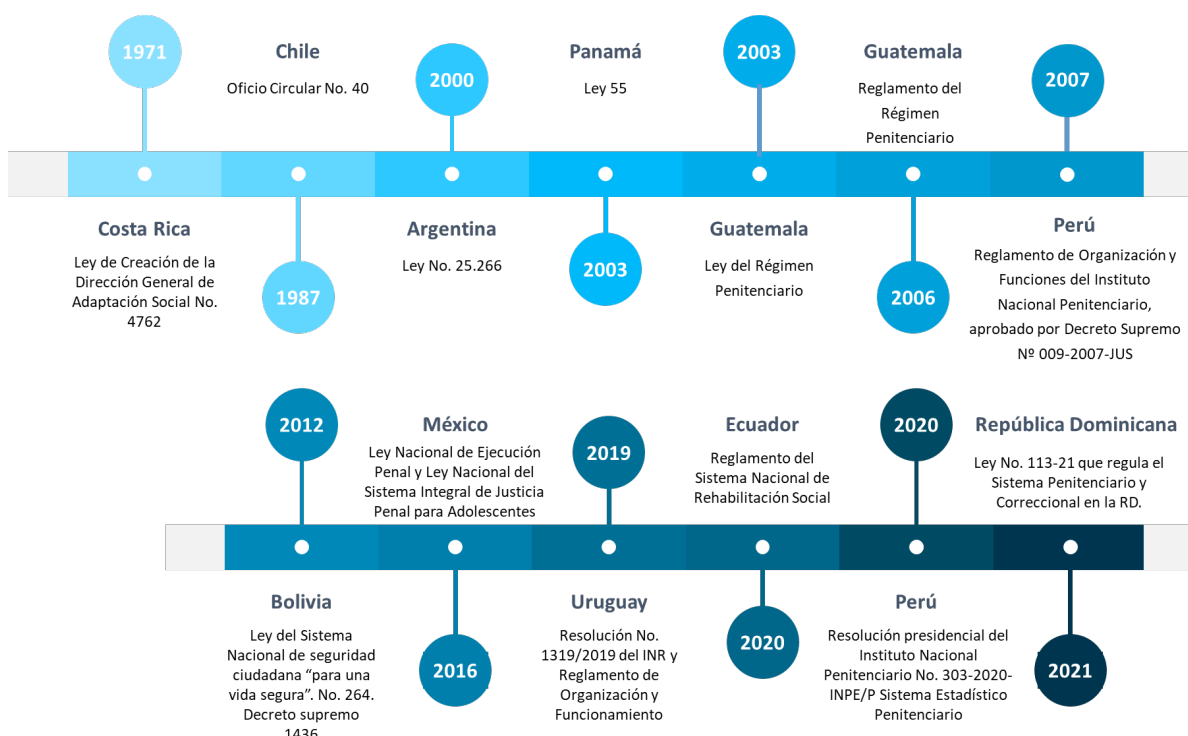 1971
Costa Rica
Ley de Creación de la
Dirección General de
Adaptación Social No.
4762
Chile
Oficio Circular No. 40
1987
2000
Argentina
Ley No. 25.266
Panamá
Ley 55
2003
2003
Guatemala
Ley del Régimen
Penitenciario
Guatemala
Reglamento del
Régimen
Penitenciario
2006
2007
Perú
Reglamento de Organización y
Funciones del Instituto
Nacional Penitenciario,
aprobado por Decreto Supremo
Nº 009-2007-JUS
2012
Bolivia
Ley del Sistema
Nacional de seguridad
ciudadana “para una
vida segura”. No. 264.
Decreto supremo
1436
México
Ley Nacional de Ejecución
Penal y Ley Nacional del
Sistema Integral de Justicia
Penal para Adolescentes
2016
2019
Uruguay
Resolución No.
1319/2019 del INR y
Reglamento de
Organización y
Funcionamiento
Ecuador
Reglamento del
Sistema Nacional de
Rehabilitación Social
2020
2020
Perú
Resolución presidencial del
Instituto Nacional
Penitenciario No. 303-2020-
INPE/P Sistema Estadístico
Penitenciario
República Dominicana
Ley No. 113-21 que regula el
Sistema Penitenciario y
Correccional en la RD.
2021